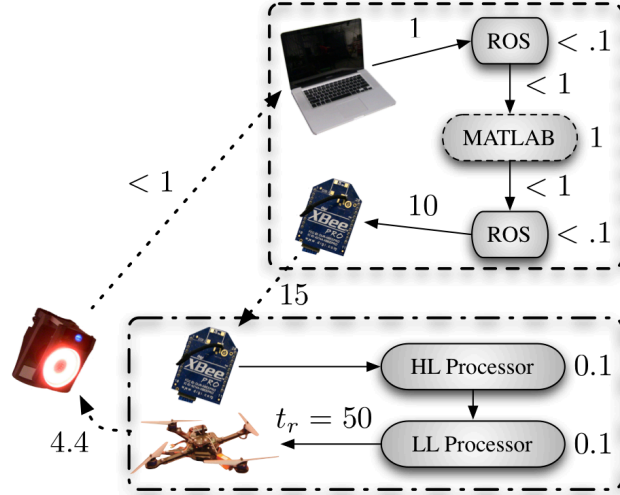 1
ROS
< .1
< 1
MATLAB
1
< 1
< 1
10
ROS
< .1
XBee
PRO
15
XBee
PRO
HL Processor
0.1
t_r = 50
LL Processor
0.1
4.4